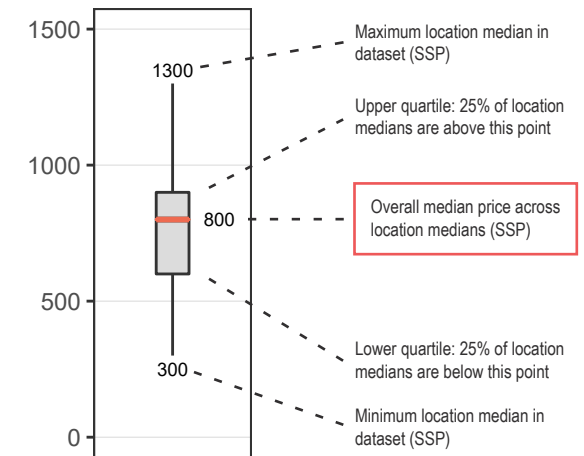 1500
Maximum location median in
dataset (SSP)
1300
Upper quartile: 25% of location
medians are above this point
1000
Overall median price across
location medians (SSP)
800
500
Lower quartile: 25% of location
medians are below this point
300
Minimum location median in
dataset (SSP)
0